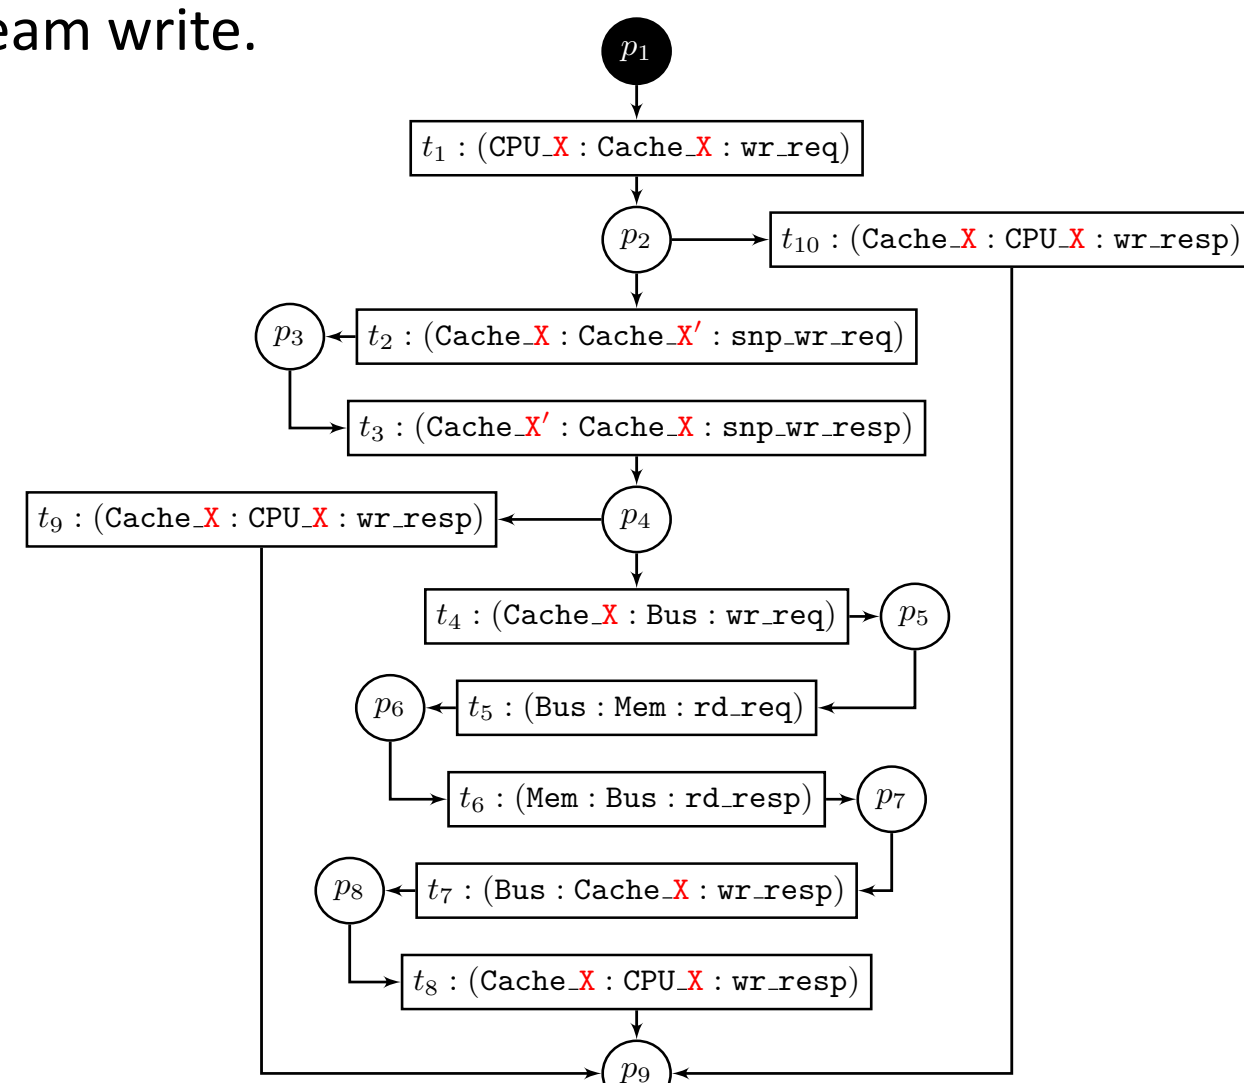 eam write.
p₁
t₁ : (CPU_X : Cache_X : wr_req)
p₂
t₁₀ : (Cache_X : CPU_X : wr_resp)
p₃
t₂ : (Cache_X : Cache_X′ : snp_wr_req)
t₃ : (Cache_X′ : Cache_X : snp_wr_resp)
t₉ : (Cache_X : CPU_X : wr_resp)
p₄
t₄ : (Cache_X : Bus : wr_req)
p₅
p₆
t₅ : (Bus : Mem : rd_req)
t₆ : (Mem : Bus : rd_resp)
p₇
p₈
t₇ : (Bus : Cache_X : wr_resp)
t₈ : (Cache_X : CPU_X : wr_resp)
p₉